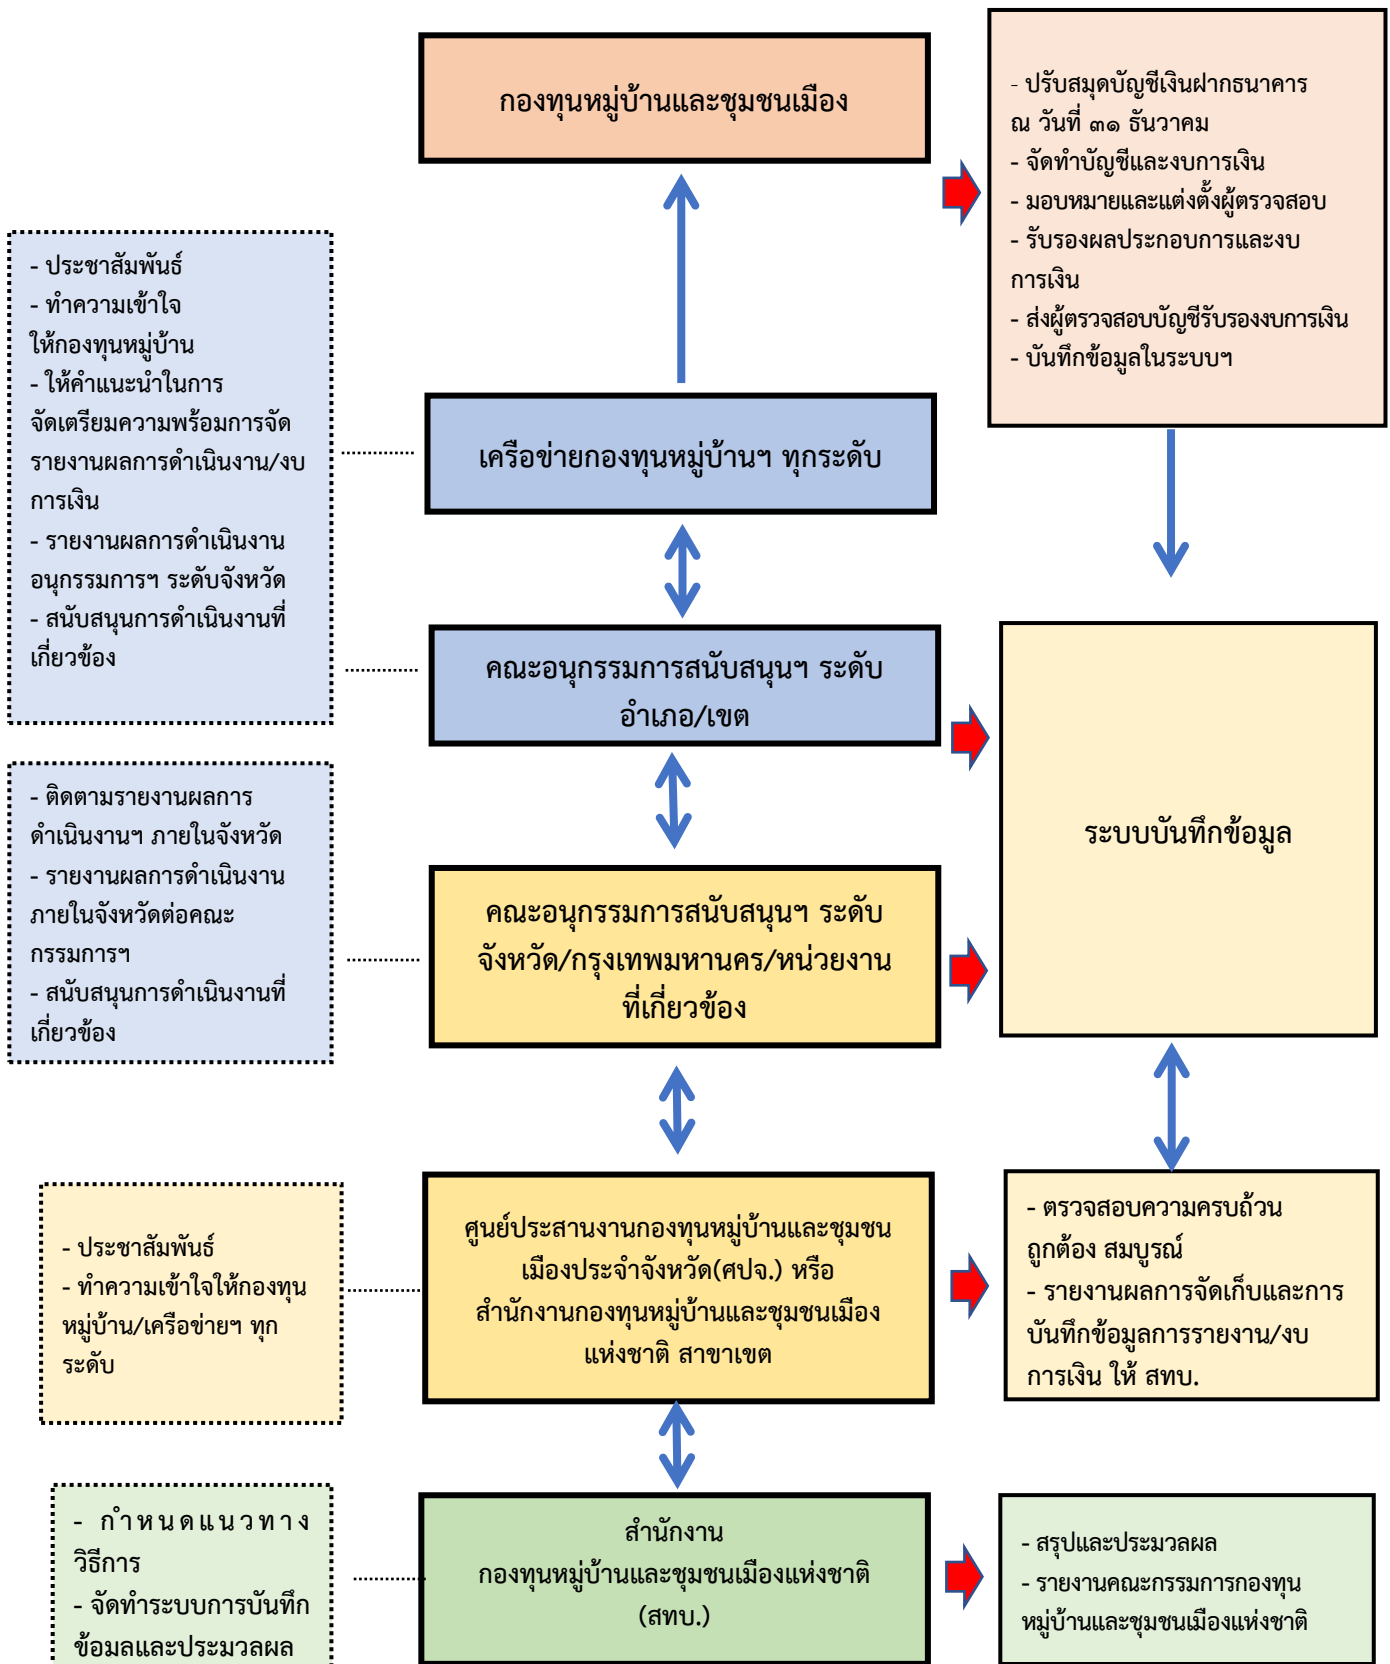 กองทุนหมู่บ้านและชุมชนเมือง
- ปรับสมุดบัญชีเงินฝากธนาคาร
ณ วันที่ ๓๑ ธันวาคม
- จัดทำบัญชีและงบการเงิน
- มอบหมายและแต่งตั้งผู้ตรวจสอบ
- รับรองผลประกอบการและงบ
การเงิน
- ส่งผู้ตรวจสอบบัญชีรับรองงบการเงิน
- บันทึกข้อมูลในระบบฯ
- ประชาสัมพันธ์
- ทำความเข้าใจ
ให้กองทุนหมู่บ้าน
- ให้คำแนะนำในการ
จัดเตรียมความพร้อมการจัด
รายงานผลการดำเนินงาน/งบ
การเงิน
- รายงานผลการดำเนินงาน
อนุกรรมการฯ ระดับจังหวัด
- สนับสนุนการดำเนินงานที่
เกี่ยวข้อง
เครือข่ายกองทุนหมู่บ้านฯ ทุกระดับ
คณะอนุกรรมการสนับสนุนฯ ระดับ
อำเภอ/เขต
ระบบบันทึกข้อมูล
- ติดตามรายงานผลการ
ดำเนินงานฯ ภายในจังหวัด
- รายงานผลการดำเนินงาน
ภายในจังหวัดต่อคณะ
กรรมการฯ
- สนับสนุนการดำเนินงานที่
เกี่ยวข้อง
คณะอนุกรรมการสนับสนุนฯ ระดับ
จังหวัด/กรุงเทพมหานคร/หน่วยงาน
ที่เกี่ยวข้อง
- ประชาสัมพันธ์
- ทำความเข้าใจให้กองทุน
หมู่บ้าน/เครือข่ายฯ ทุก
ระดับ
ศูนย์ประสานงานกองทุนหมู่บ้านและชุมชน
เมืองประจำจังหวัด(ศปจ.) หรือ
สำนักงานกองทุนหมู่บ้านและชุมชนเมือง
แห่งชาติ สาขาเขต
- ตรวจสอบความครบถ้วน
ถูกต้อง สมบูรณ์
- รายงานผลการจัดเก็บและการ
บันทึกข้อมูลการรายงาน/งบ
การเงิน ให้ สทบ.
- กำหนดแนวทาง
วิธีการ
- จัดทำระบบการบันทึก
ข้อมูลและประมวลผล
สำนักงาน
กองทุนหมู่บ้านและชุมชนเมืองแห่งชาติ
(สทบ.)
- สรุปและประมวลผล
- รายงานคณะกรรมการกองทุน
หมู่บ้านและชุมชนเมืองแห่งชาติ